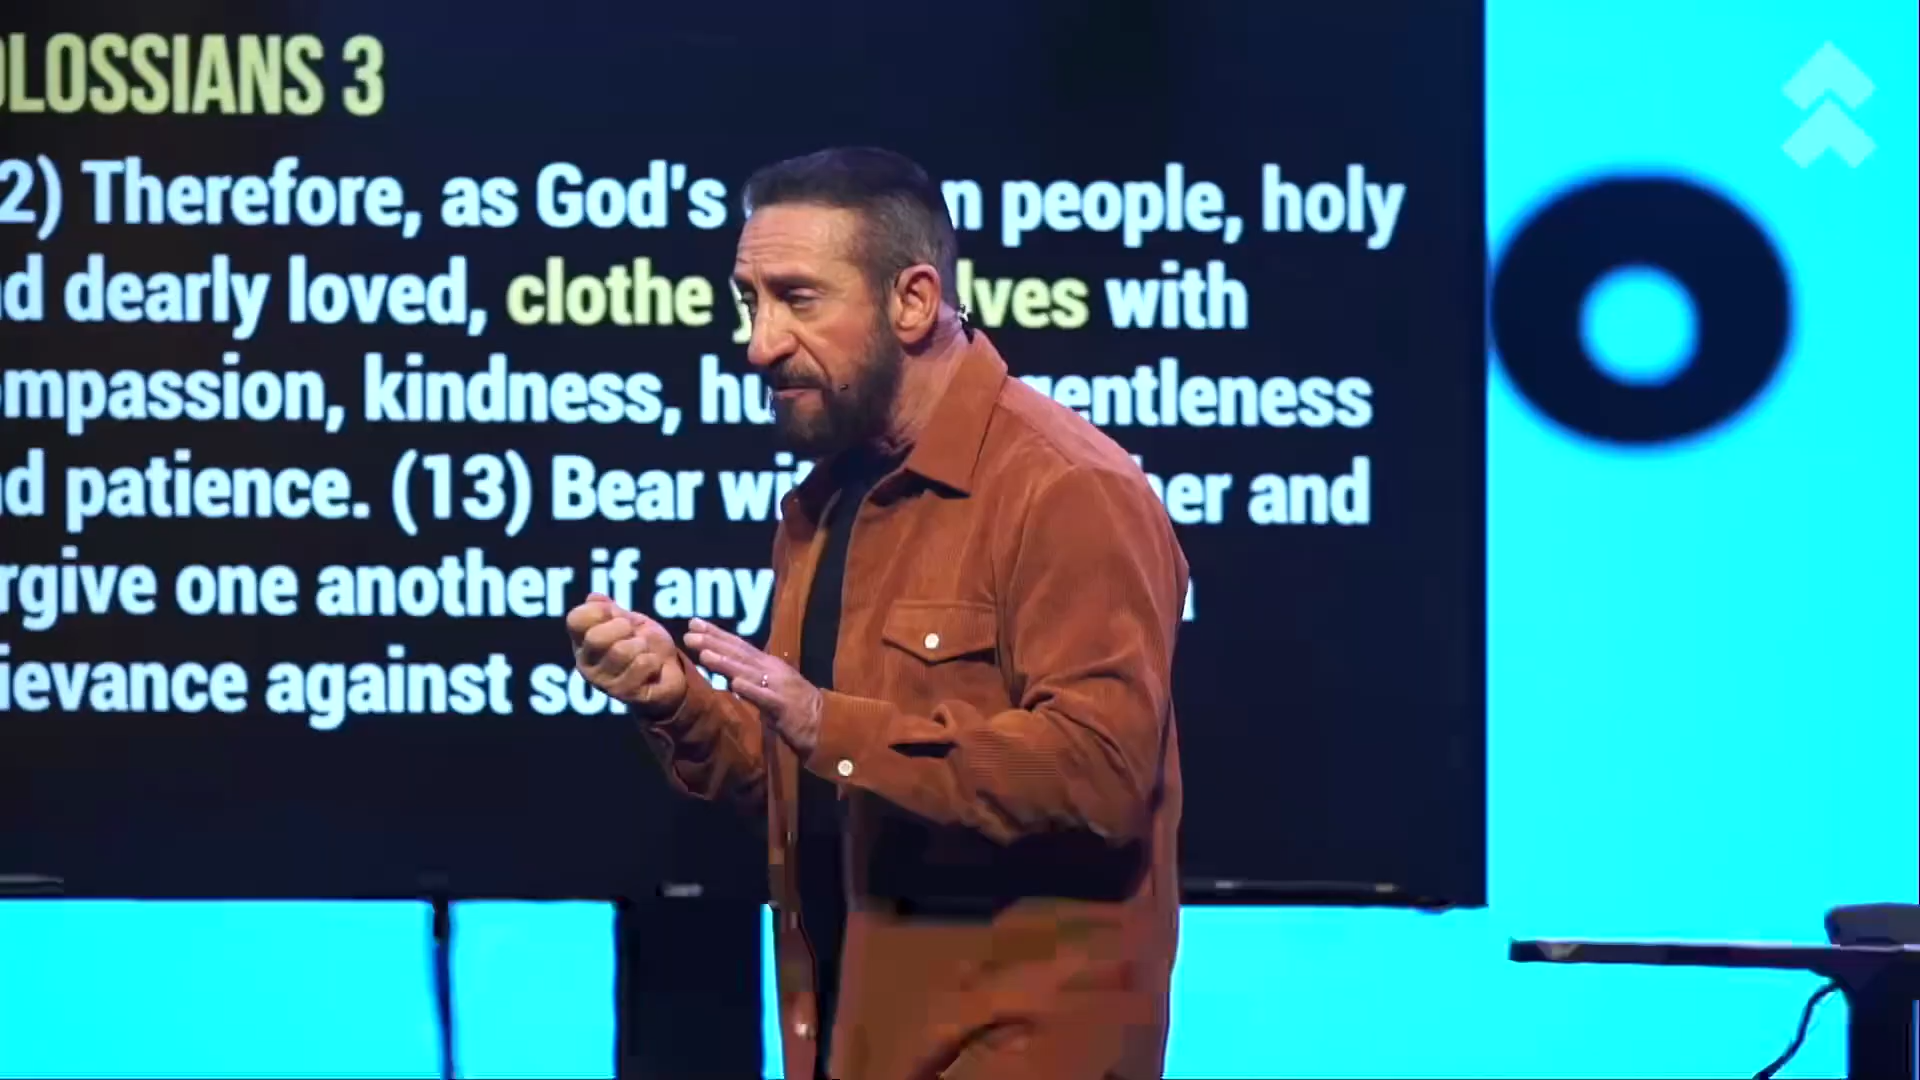 OLOSSIANS 3
2) Therefore, as God's n people, holy
d dearly loved, clothe lves with
mpassion, kindness, hu entleness
d patience. (13) Bear wi her and
rgive one another if any a
ievance against so